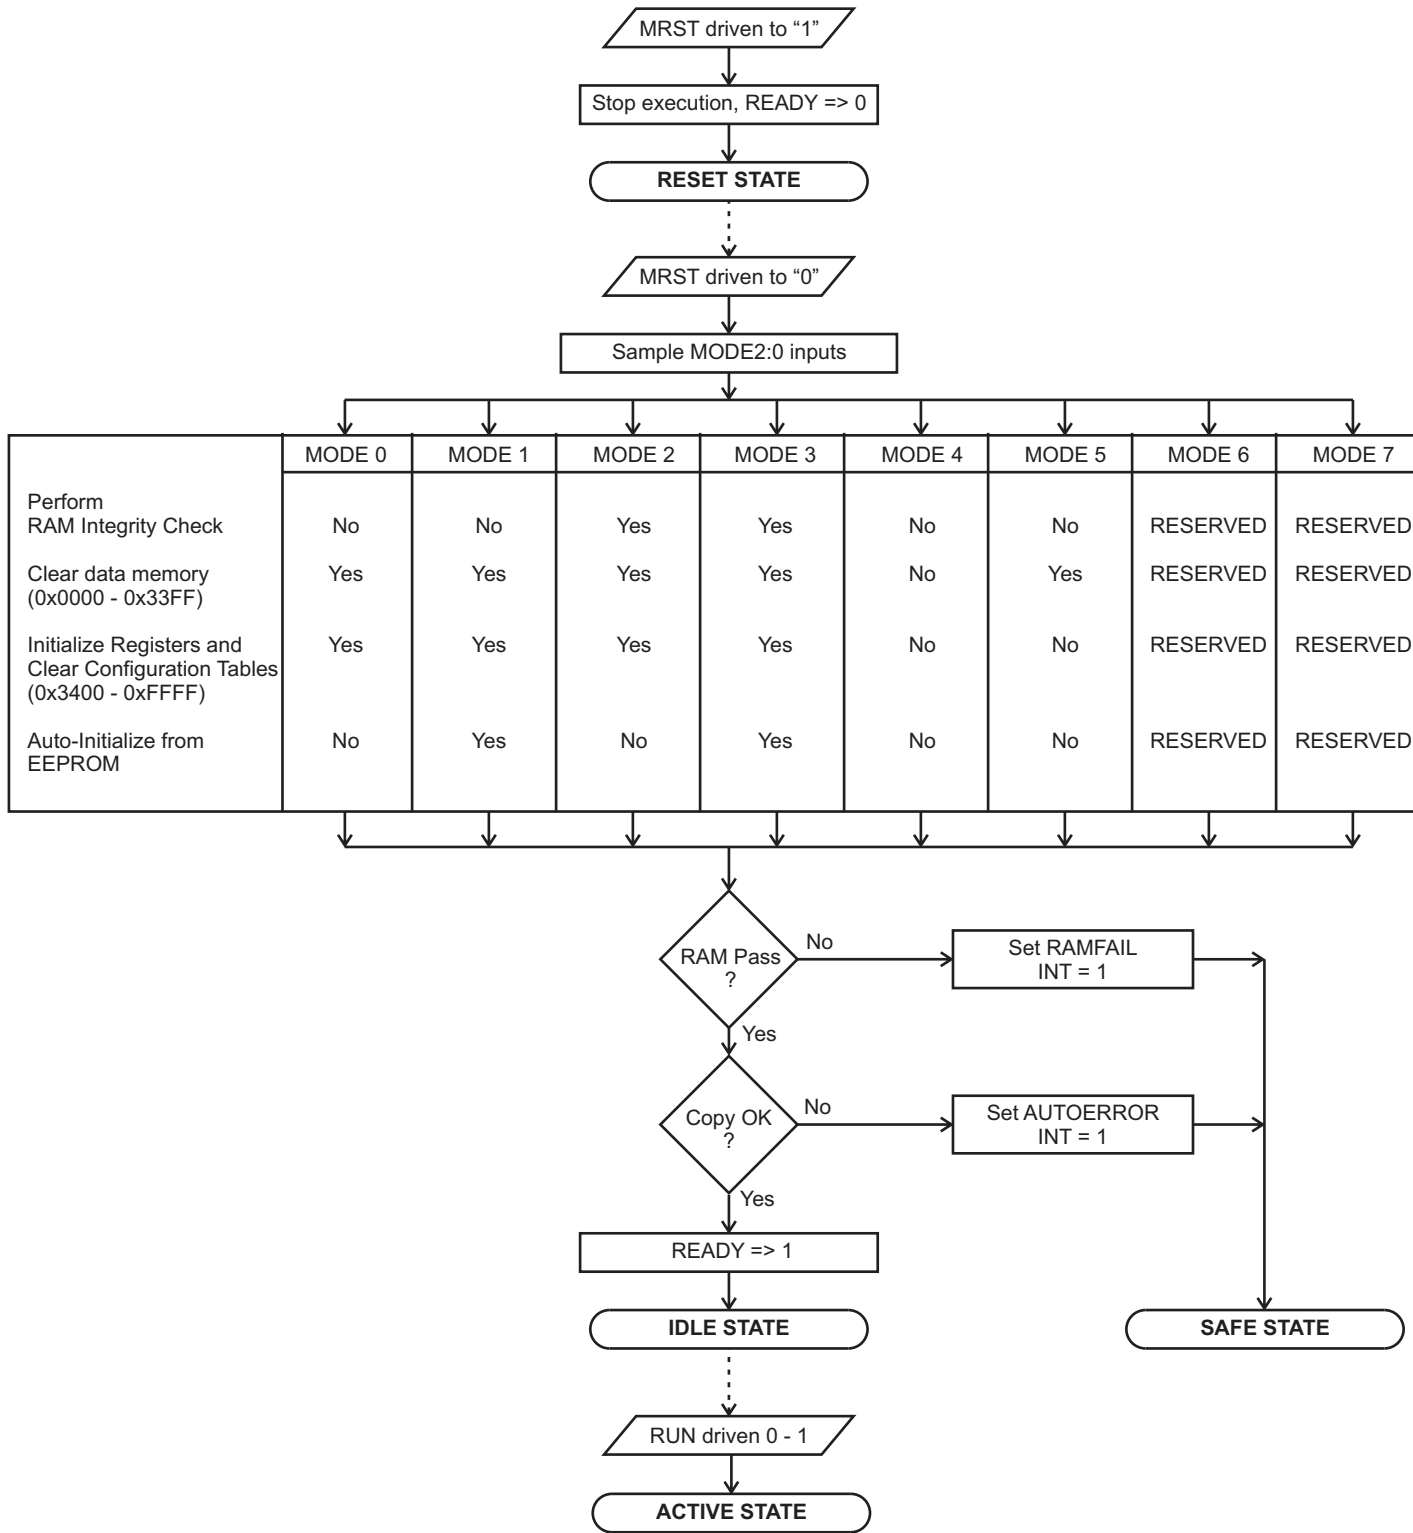 MRST driven to “1”
Stop execution, READY => 0
RESET STATE
MRST driven to “0”
Sample MODE2:0 inputs
MODE 0 MODE 1 MODE 2 MODE 3 MODE 4 MODE 5 MODE 6 MODE 7
Perform
RAM Integrity Check No No Yes Yes No No RESERVED RESERVED
Clear data memory Yes Yes Yes Yes No Yes RESERVED RESERVED
(0x0000 - 0x33FF)
Initialize Registers and Yes Yes Yes Yes No No RESERVED RESERVED
Clear Configuration Tables
(0x3400 - 0xFFFF)
Auto-Initialize from No Yes No Yes No No RESERVED RESERVED
EEPROM
RAM Pass
?
No
Set RAMFAIL
INT = 1
Yes
Copy OK
?
No
Set AUTOERROR
INT = 1
Yes
READY => 1
IDLE STATE
SAFE STATE
RUN driven 0 - 1
ACTIVE STATE